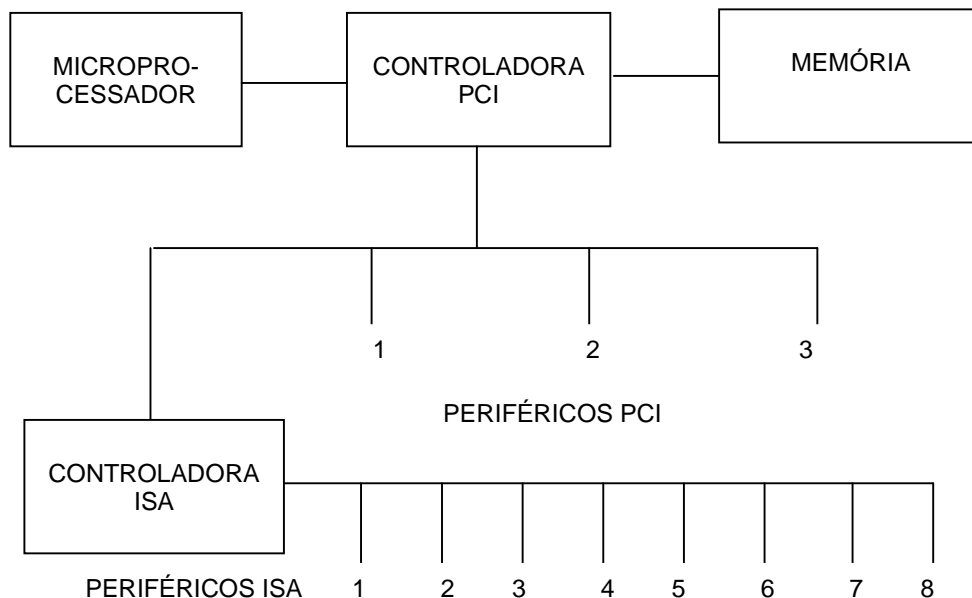 MICROPRO-
CESSADOR
CONTROLADORA
PCI
MEMÓRIA
1 2 3
PERIFÉRICOS PCI
CONTROLADORA
ISA
PERIFÉRICOS ISA 1 2 3 4 5 6 7 8